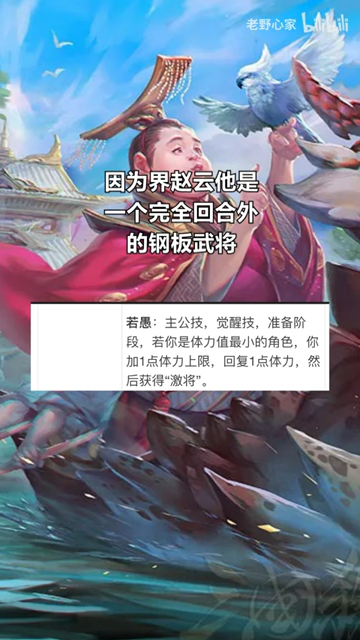 老野心家
bilibili
因为界赵云他是
一个完全回合外
的钢板武将
若愚：主公技，觉醒技，准备阶
段，若你是体力值最小的角色，你
加1点体力上限，回复1点体力，然
后获得“激将”。